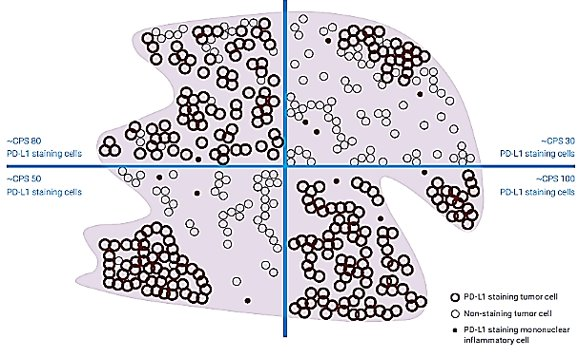 ~CPS 80
PD-L1 staining cells
~CPS 30
PD-L1 staining cells
~CPS 50
PD-L1 staining cells
~CPS 100
PD-L1 staining cells
PD-L1 staining tumor cell
Non-staining tumor cell
PD-L1 staining mononuclear
inflammatory cell